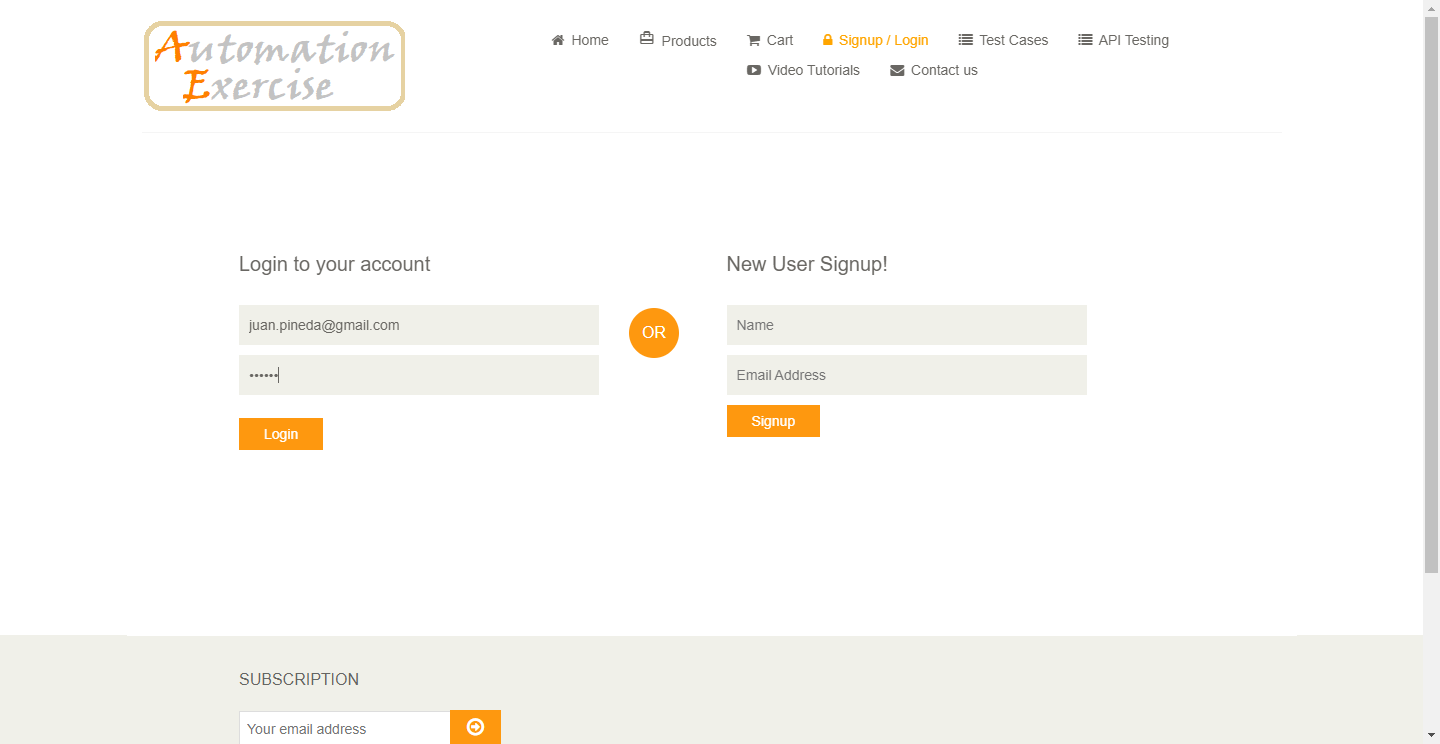 Automation
Exercise
Home Products Cart Signup / Login Test Cases API Testing
Video Tutorials Contact us
Login to your account
juan.pineda@gmail.com
••••••
Login
OR
New User Signup!
Name
Email Address
Signup
SUBSCRIPTION
Your email address